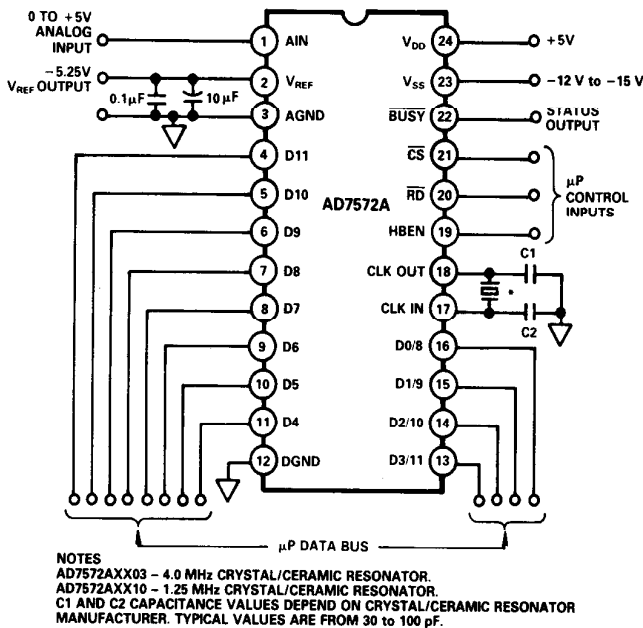 0 TO +5V
ANALOG
INPUT
1 AIN
−5.25V
VREF OUTPUT
2 VREF
0.1μF
10μF
3 AGND
4 D11
5 D10
6 D9
7 D8
8 D7
9 D6
10 D5
11 D4
12 DGND
AD7572A
VDD 24
+5V
VSS 23
−12 V to −15 V
BUSY 22
STATUS
OUTPUT
CS 21
RD 20
HBEN 19
μP
CONTROL
INPUTS
CLK OUT 18
C1
*
CLK IN 17
C2
D0/8 16
D1/9 15
D2/10 14
D3/11 13
μP DATA BUS
NOTES
AD7572AXX03 – 4.0 MHz CRYSTAL/CERAMIC RESONATOR.
AD7572AXX10 – 1.25 MHz CRYSTAL/CERAMIC RESONATOR.
C1 AND C2 CAPACITANCE VALUES DEPEND ON CRYSTAL/CERAMIC RESONATOR
MANUFACTURER. TYPICAL VALUES ARE FROM 30 to 100 pF.